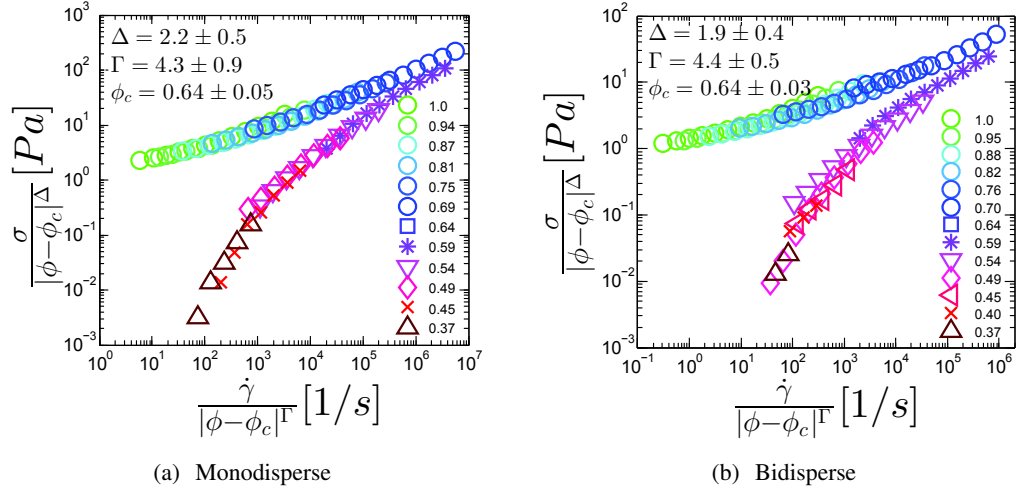 Δ = 2.2 ± 0.5
Γ = 4.3 ± 0.9
ϕc = 0.64 ± 0.05
10^3
10^2
10^1
10^0
10^-1
10^-2
10^-3
σ / |ϕ−ϕc|^Δ [Pa]
1.0
0.94
0.87
0.81
0.75
0.69
0.64
0.59
0.54
0.49
0.45
0.37
10^0 10^1 10^2 10^3 10^4 10^5 10^6 10^7
γ̇ / |ϕ−ϕc|^Γ [1/s]
(a) Monodisperse
Δ = 1.9 ± 0.4
Γ = 4.4 ± 0.5
ϕc = 0.64 ± 0.03
10^2
10^1
10^0
10^-1
10^-2
10^-3
σ / |ϕ−ϕc|^Δ [Pa]
1.0
0.95
0.88
0.82
0.76
0.70
0.64
0.59
0.54
0.49
0.45
0.40
0.37
10^-1 10^0 10^1 10^2 10^3 10^4 10^5 10^6
γ̇ / |ϕ−ϕc|^Γ [1/s]
(b) Bidisperse